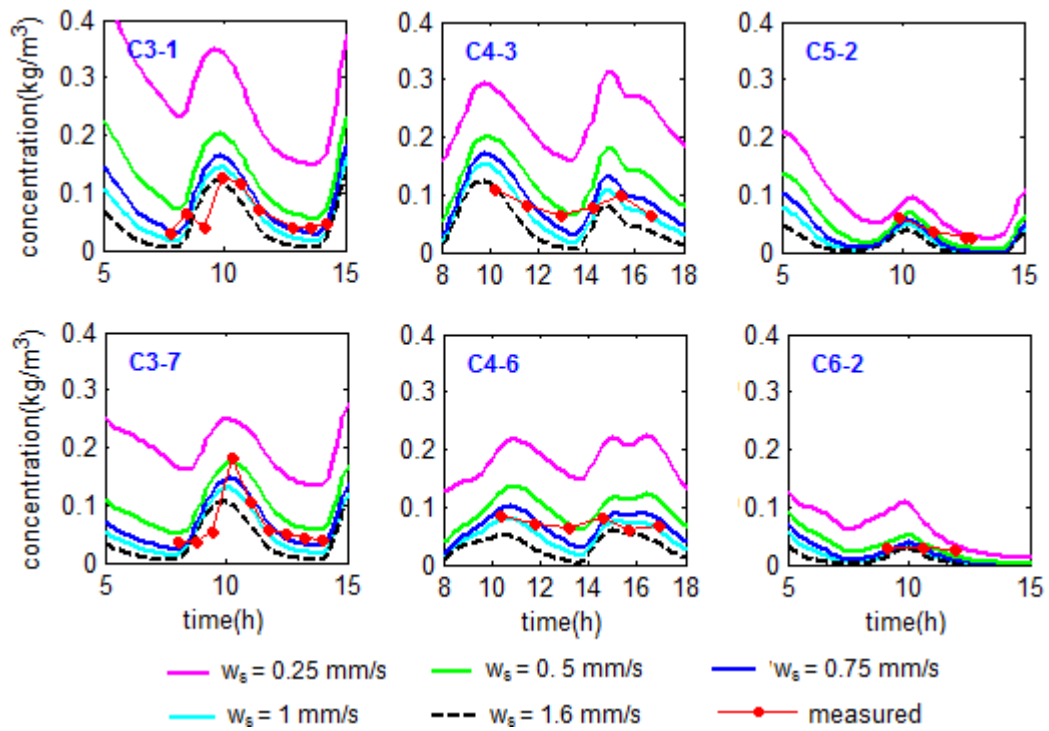 0.4 0.4 0.4
C3-1 C4-3 C5-2
0.3 0.3 0.3
0.2 0.2 0.2
0.1 0.1 0.1
0 0 0
5 10 15 8 10 12 14 16 18 5 10 15
concentration(kg/m³)
0.4 0.4 0.4
C3-7 C4-6 C6-2
0.3 0.3 0.3
0.2 0.2 0.2
0.1 0.1 0.1
0 0 0
5 10 15 8 10 12 14 16 18 5 10 15
concentration(kg/m³)
time(h) time(h) time(h)
wₛ = 0.25 mm/s wₛ = 0. 5 mm/s wₛ = 0.75 mm/s
wₛ = 1 mm/s wₛ = 1.6 mm/s measured